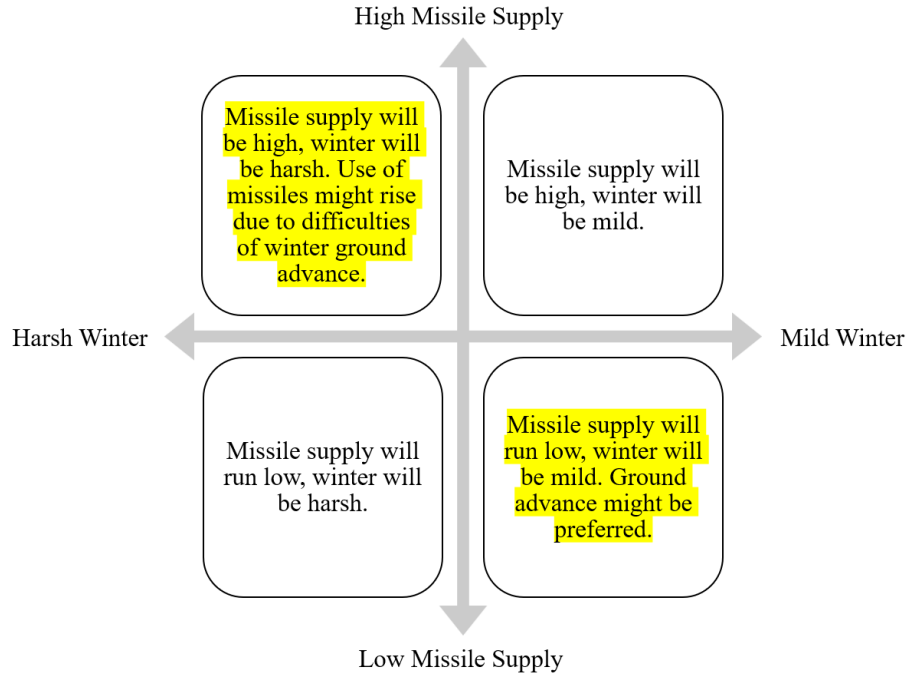 High Missile Supply
Missile supply will
be high, winter will
be harsh. Use of
missiles might rise
due to difficulties
of winter ground
advance.
Missile supply will
be high, winter will
be mild.
Harsh Winter
Mild Winter
Missile supply will
run low, winter will
be harsh.
Missile supply will
run low, winter will
be mild. Ground
advance might be
preferred.
Low Missile Supply